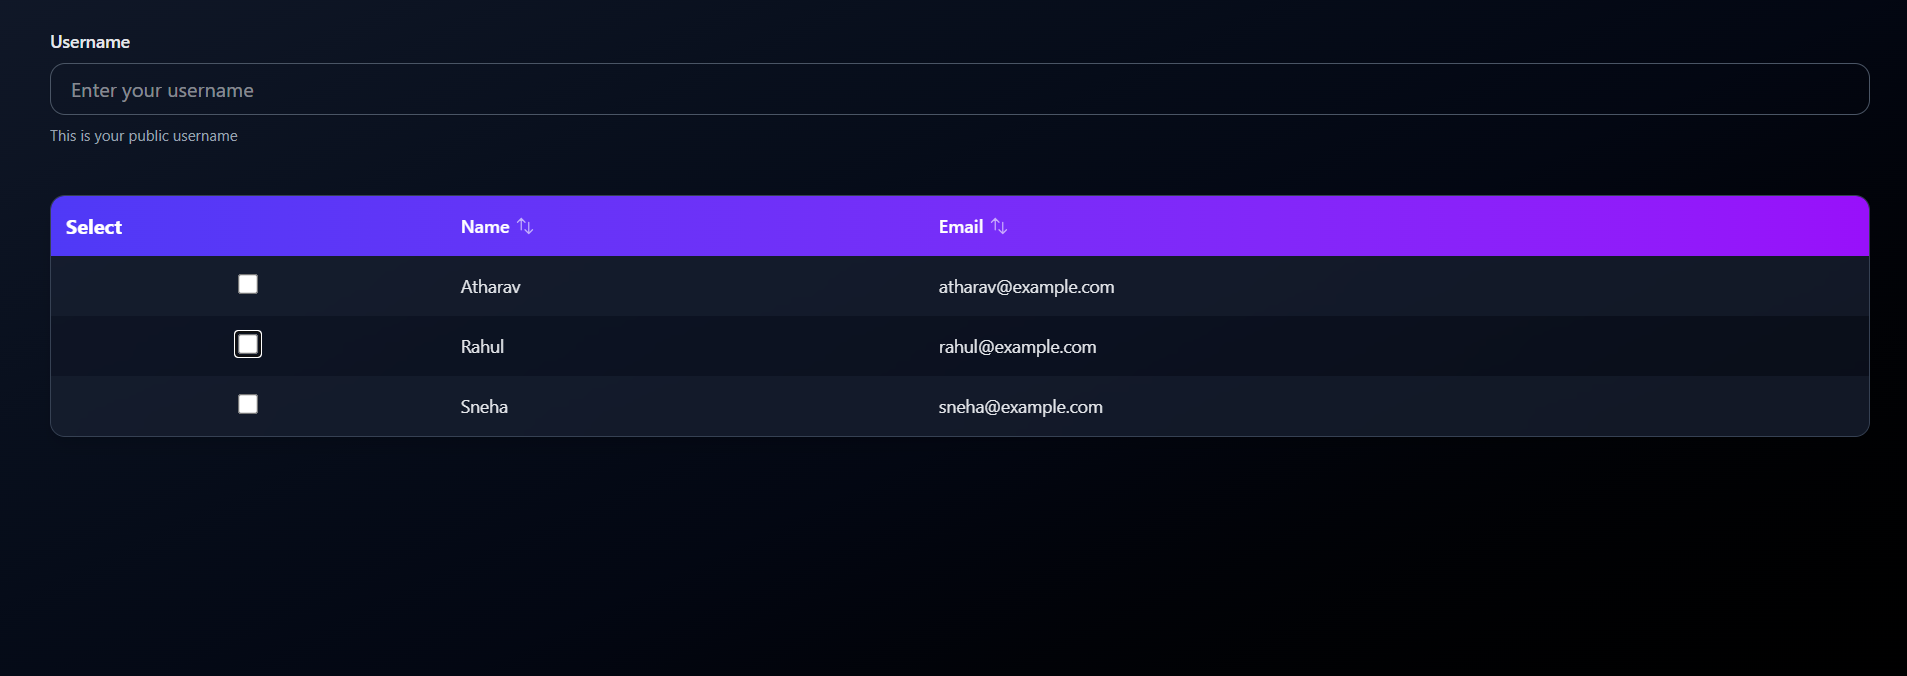 Username
Enter your username
This is your public username
Select Name Email
Atharav atharav@example.com
Rahul rahul@example.com
Sneha sneha@example.com